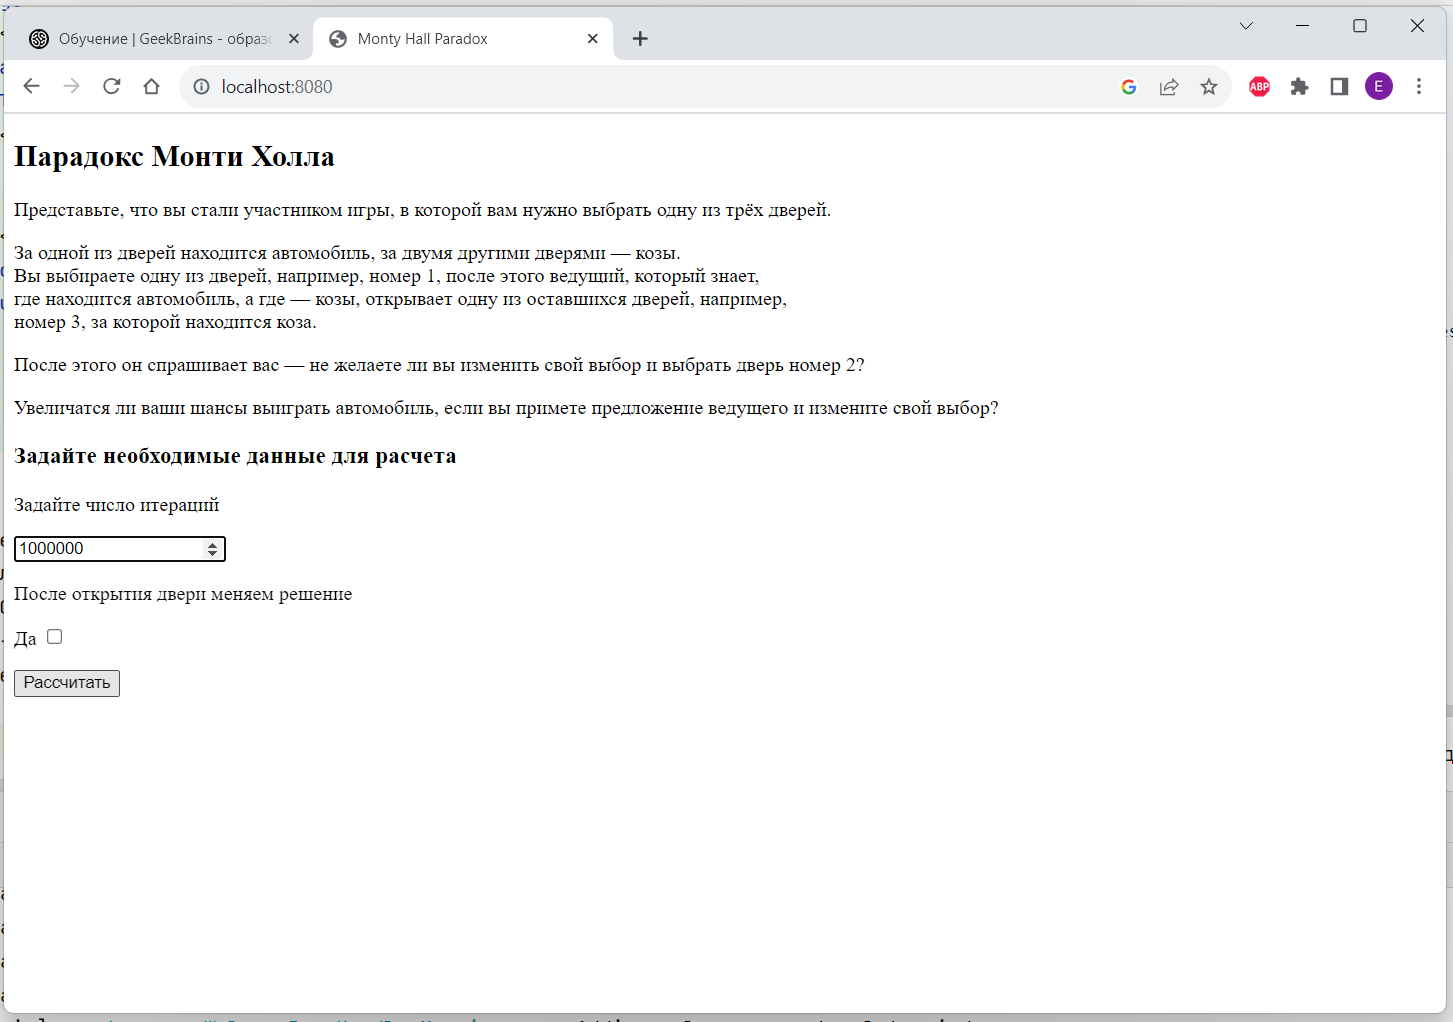 Обучение | GeekBrains - образо
Monty Hall Paradox
localhost:8080
ABP
E
Парадокс Монти Холла
Представьте, что вы стали участником игры, в которой вам нужно выбрать одну из трёх дверей.
За одной из дверей находится автомобиль, за двумя другими дверями — козы.
Вы выбираете одну из дверей, например, номер 1, после этого ведущий, который знает,
где находится автомобиль, а где — козы, открывает одну из оставшихся дверей, например,
номер 3, за которой находится коза.
После этого он спрашивает вас — не желаете ли вы изменить свой выбор и выбрать дверь номер 2?
Увеличатся ли ваши шансы выиграть автомобиль, если вы примете предложение ведущего и измените свой выбор?
Задайте необходимые данные для расчета
Задайте число итераций
1000000
После открытия двери меняем решение
Да
Рассчитать